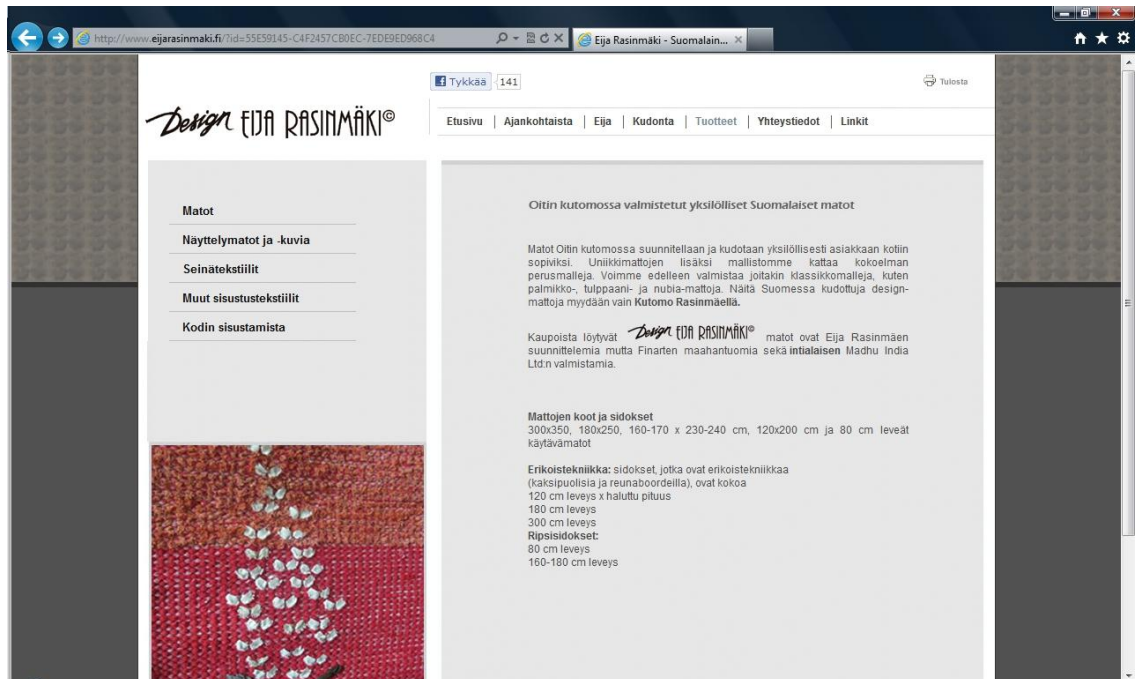 http://www.eijarasinmaki.fi/?id=55E59145-C4F2457CB0EC-7EDE9ED968C4
Eija Rasinmäki - Suomalain...
Tykkää 141
Tulosta
Design EIJA RASINMÄKI©
Etusivu | Ajankohtaista | Eija | Kudonta | Tuotteet | Yhteystiedot | Linkit
Matot
Näyttelymatot ja -kuvia
Seinätekstiilit
Muut sisustustekstiilit
Kodin sisustamista
Oitin kutomossa valmistetut yksilölliset Suomalaiset matot
Matot Oitin kutomossa suunnitellaan ja kudotaan yksilöllisesti asiakkaan kotiin
sopiviksi. Uniikkimattojen lisäksi mallistomme kattaa kokoelman
perusmalleja. Voimme edelleen valmistaa joitakin klassikkomalleja, kuten
palmikko-, tulppaani- ja nubia-mattoja. Näitä Suomessa kudottuja design-
mattoja myydään vain Kutomo Rasinmäellä.
Kaupoista löytyvät Design EIJA RASINMÄKI© matot ovat Eija Rasinmäen
suunnittelemia mutta Finarten maahantuomia sekä intialaisen Madhu India
Ltd:n valmistamia.
Mattojen koot ja sidokset
300x350, 180x250, 160-170 x 230-240 cm, 120x200 cm ja 80 cm leveät
käytävämatot
Erikoistekniikka: sidokset, jotka ovat erikoistekniikkaa
(kaksipuolisia ja reunaboordeilla), ovat kokoa
120 cm leveys x haluttu pituus
180 cm leveys
300 cm leveys
Ripsisidokset:
80 cm leveys
160-180 cm leveys